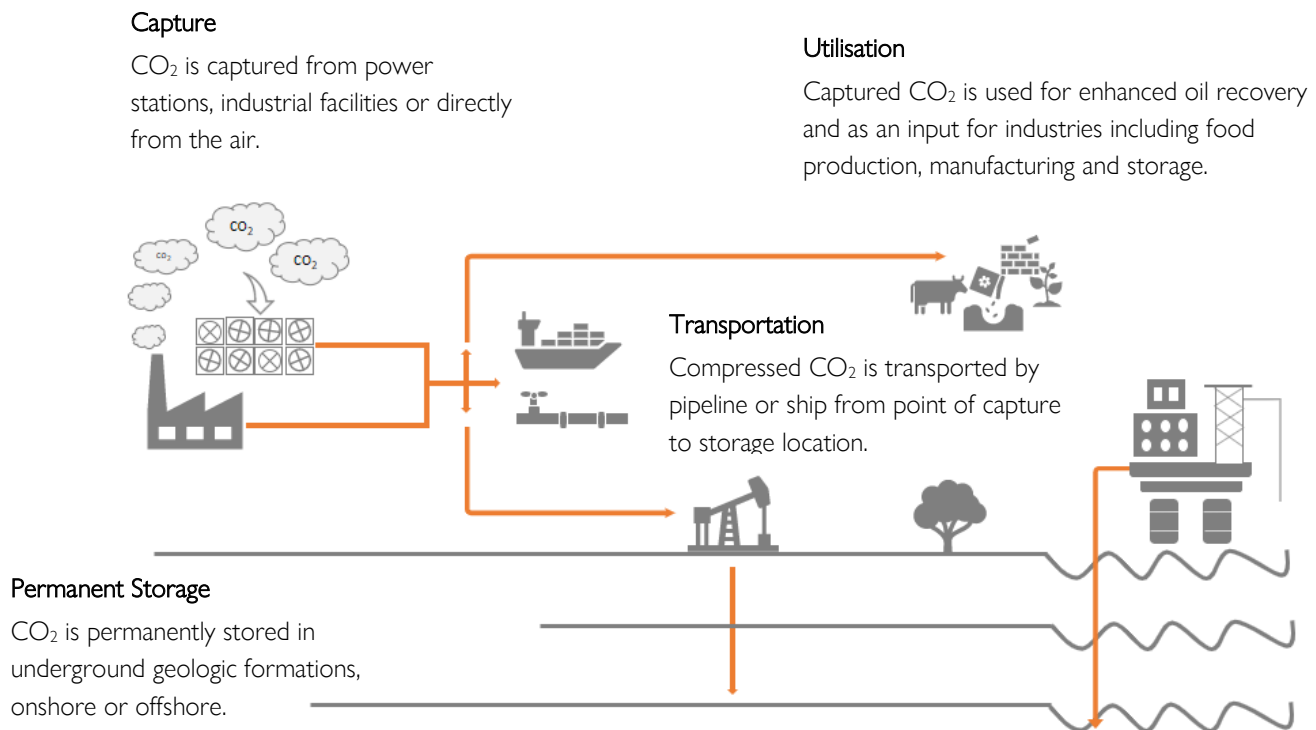 Capture
CO₂ is captured from power
stations, industrial facilities or directly
from the air.
Utilisation
Captured CO₂ is used for enhanced oil recovery
and as an input for industries including food
production, manufacturing and storage.
CO₂
CO₂
CO₂
Transportation
Compressed CO₂ is transported by
pipeline or ship from point of capture
to storage location.
Permanent Storage
CO₂ is permanently stored in
underground geologic formations,
onshore or offshore.